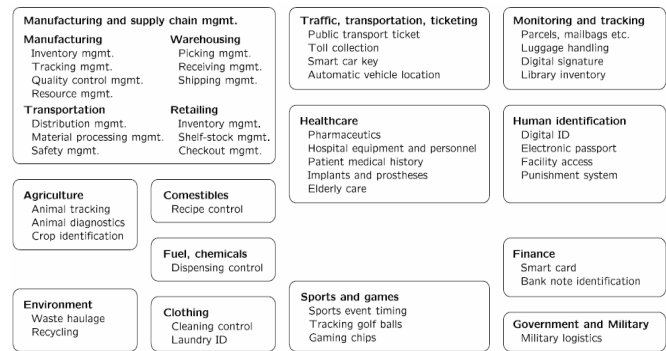 Manufacturing and supply chain mgmt.
Manufacturing
Inventory mgmt.
Tracking mgmt.
Quality control mgmt.
Resource mgmt.
Warehousing
Picking mgmt.
Receiving mgmt.
Shipping mgmt.
Transportation
Distribution mgmt.
Material processing mgmt.
Safety mgmt.
Retailing
Inventory mgmt.
Shelf-stock mgmt.
Checkout mgmt.
Traffic, transportation, ticketing
Public transport ticket
Toll collection
Smart car key
Automatic vehicle location
Monitoring and tracking
Parcels, mailbags etc.
Luggage handling
Digital signature
Library inventory
Healthcare
Pharmaceutics
Hospital equipment and personnel
Patient medical history
Implants and prostheses
Elderly care
Human identification
Digital ID
Electronic passport
Facility access
Punishment system
Agriculture
Animal tracking
Animal diagnostics
Crop identification
Comestibles
Recipe control
Fuel, chemicals
Dispensing control
Finance
Smart card
Bank note identification
Environment
Waste haulage
Recycling
Clothing
Cleaning control
Laundry ID
Sports and games
Sports event timing
Tracking golf balls
Gaming chips
Government and Military
Military logistics